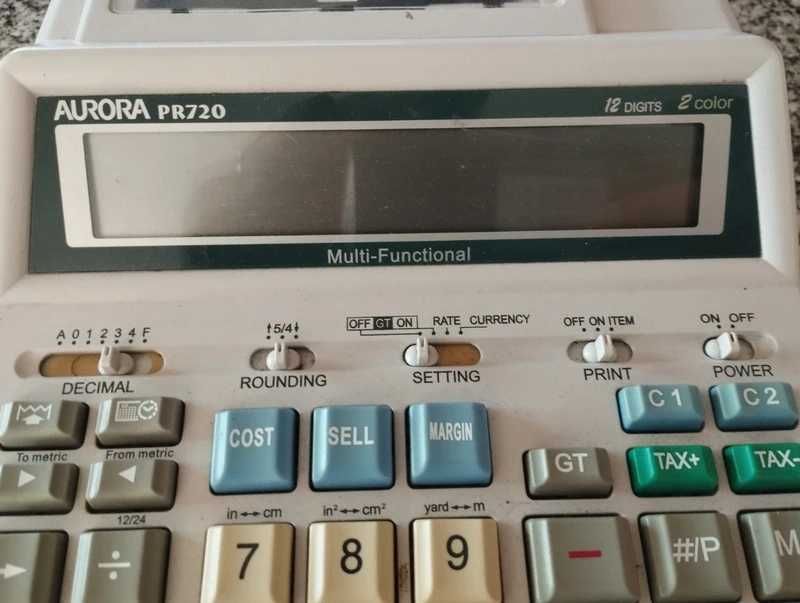 AURORA PR720 12 DIGITS 2 color
Multi-Functional
A 0 1 2 3 4 F
DECIMAL
5/4
ROUNDING
OFF GT ON RATE CURRENCY
SETTING
OFF ON ITEM
PRINT
ON OFF
POWER
C 1 C 2
COST SELL MARGIN
To metric From metric
GT TAX+ TAX-
12/24
in↔cm in²↔cm² yard↔m
÷ 7 8 9 − #/P M